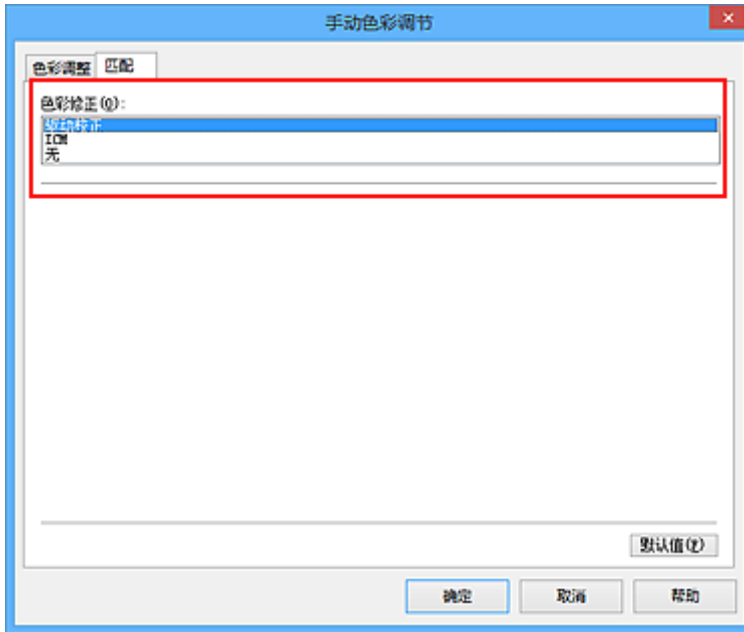 手动色彩调节
色彩调整 匹配
色彩修正(Q):
驱动校正
ICM
无
默认值(F)
确定 取消 帮助